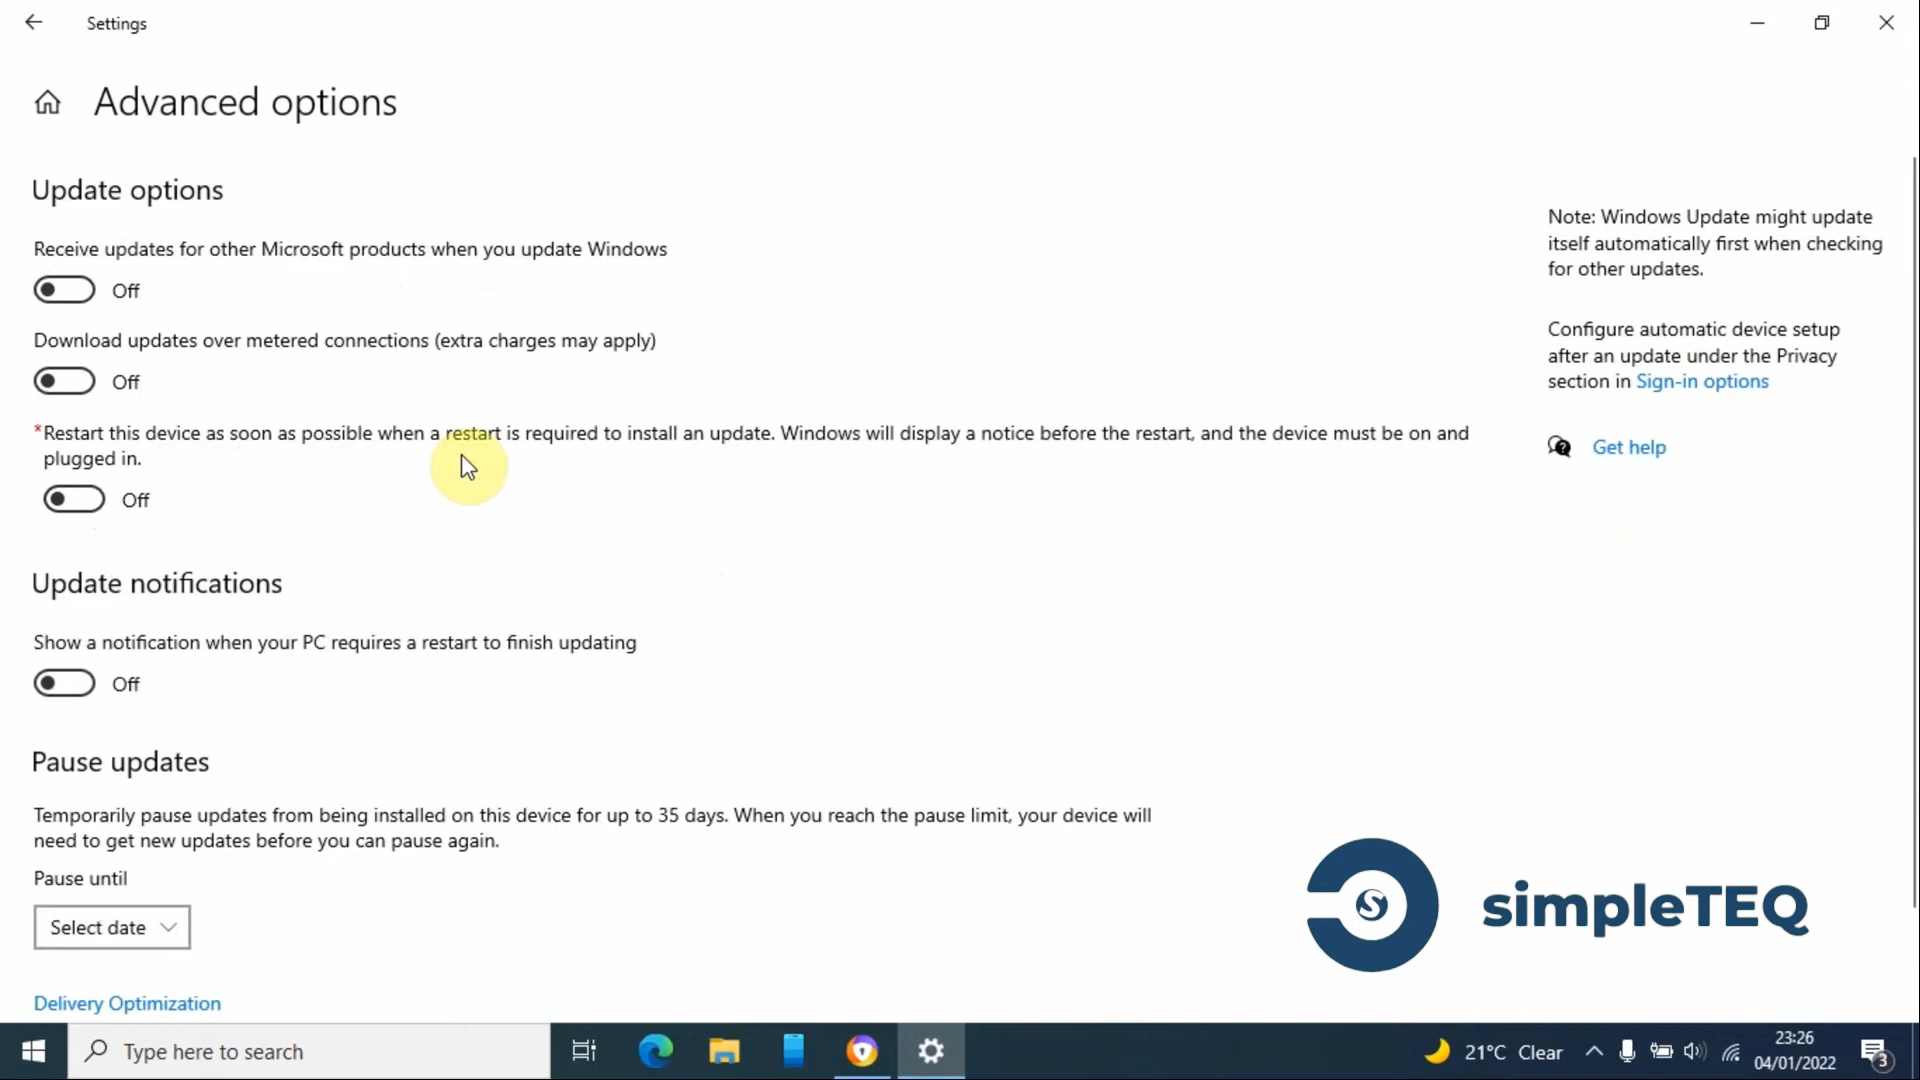 Settings
Advanced options
Update options
Receive updates for other Microsoft products when you update Windows
Off
Download updates over metered connections (extra charges may apply)
Off
*Restart this device as soon as possible when a restart is required to install an update. Windows will display a notice before the restart, and the device must be on and
plugged in.
Off
Update notifications
Show a notification when your PC requires a restart to finish updating
Off
Pause updates
Temporarily pause updates from being installed on this device for up to 35 days. When you reach the pause limit, your device will
need to get new updates before you can pause again.
Pause until
Select date
Delivery Optimization
Note: Windows Update might update
itself automatically first when checking
for other updates.
Configure automatic device setup
after an update under the Privacy
section in Sign-in options
Get help
S
simpleTEQ
Type here to search
21°C Clear
23:26
04/01/2022
3